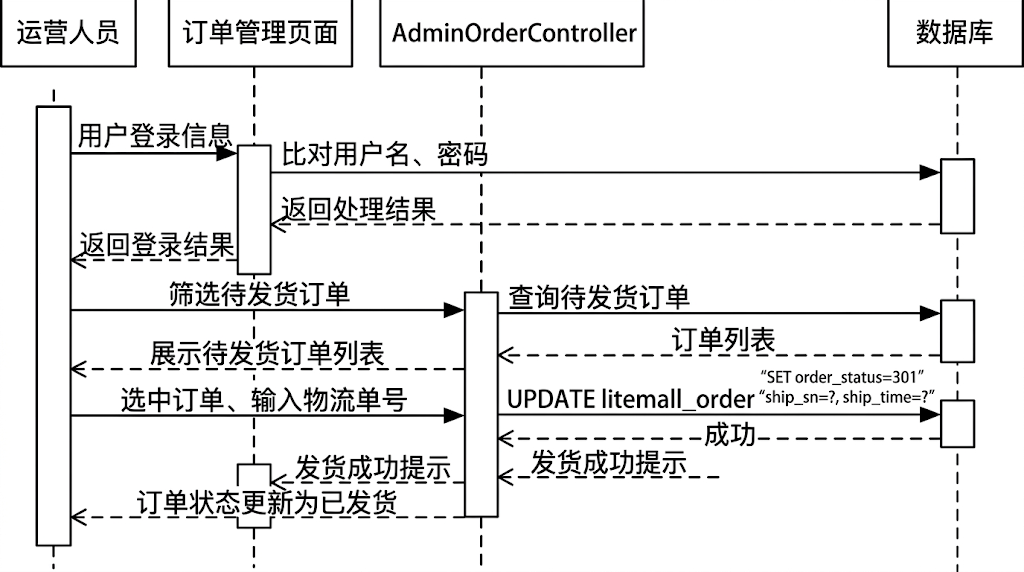 运营人员
订单管理页面
AdminOrderController
数据库
用户登录信息
比对用户名、密码
返回处理结果
返回登录结果
筛选待发货订单
查询待发货订单
订单列表
展示待发货订单列表
“SET order_status=301”
选中订单、输入物流单号
UPDATE litemall_order
“ship_sn=?, ship_time=?”
成功
发货成功提示
发货成功提示
订单状态更新为已发货